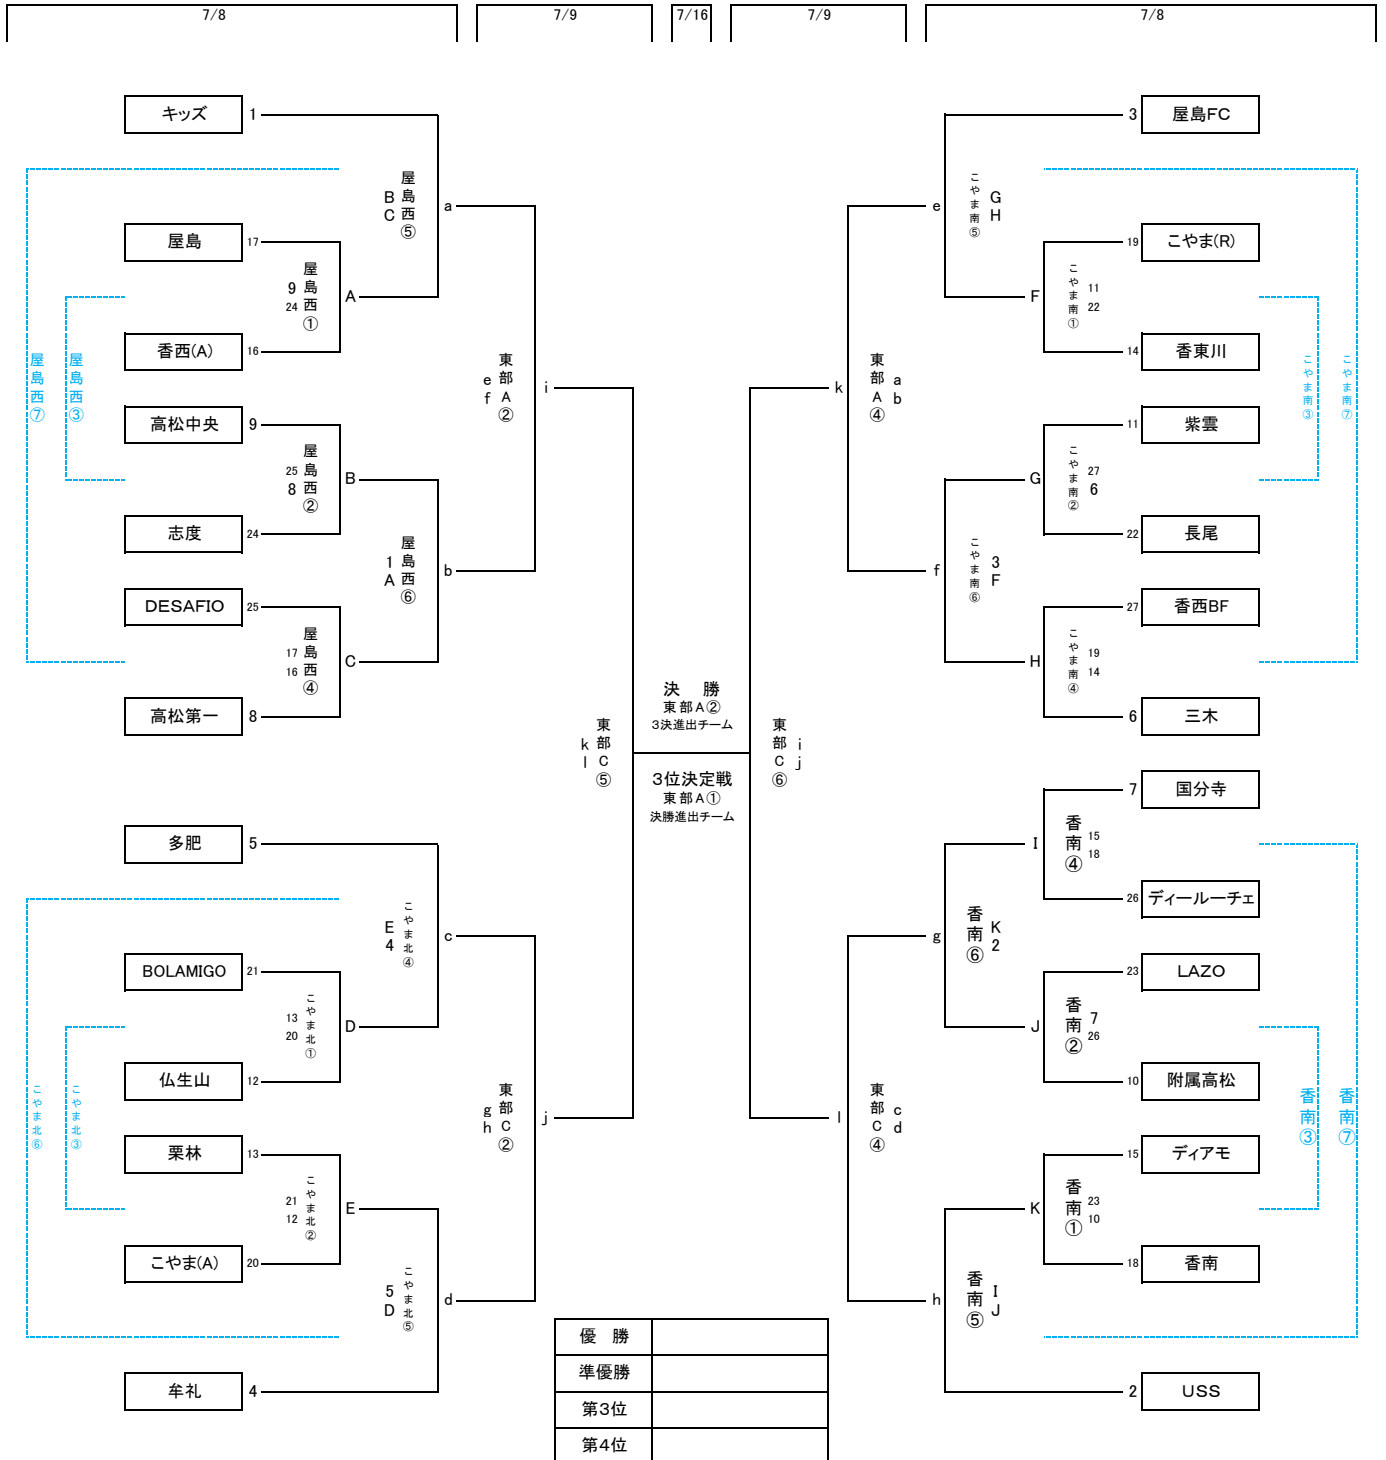 7/8
7/9
7/16
7/9
7/8
キッズ 1
屋島西⑤
B C
a
屋島 17
屋島西①
9 24
A
香西(A) 16
屋島西⑦
屋島西③
高松中央 9
屋島西②
25 8
B
志度 24
DESAFIO 25
屋島西④
17 16
C
高松第一 8
屋島西⑥
1 A
b
東部A②
e f
i
多肥 5
こやま北④
E 4
c
BOLAMIGO 21
こやま北①
13 20
D
仏生山 12
こやま北⑥
こやま北③
栗林 13
こやま北②
21 12
E
こやま(A) 20
こやま北⑤
5 D
d
牟礼 4
東部C②
g h
j
東部C⑤
k l
決 勝
東部A②
3決進出チーム
3位決定戦
東部A①
決勝進出チーム
東部C⑥
i j
3 屋島FC
こやま南⑤
G H
e
19 こやま(R)
こやま南①
11 22
F
14 香東川
こやま南③
こやま南⑦
11 紫雲
こやま南②
27 6
G
22 長尾
27 香西BF
こやま南④
19 14
H
6 三木
こやま南⑥
3 F
f
東部A④
a b
k
7 国分寺
香南④
15 18
I
26 ディールーチェ
香南⑥
K 2
g
23 LAZO
香南②
7 26
J
10 附属高松
香南③
香南⑦
15 ディアモ
香南①
23 10
K
18 香南
香南⑤
I J
h
2 USS
東部C④
c d
l
優 勝
準優勝
第3位
第4位